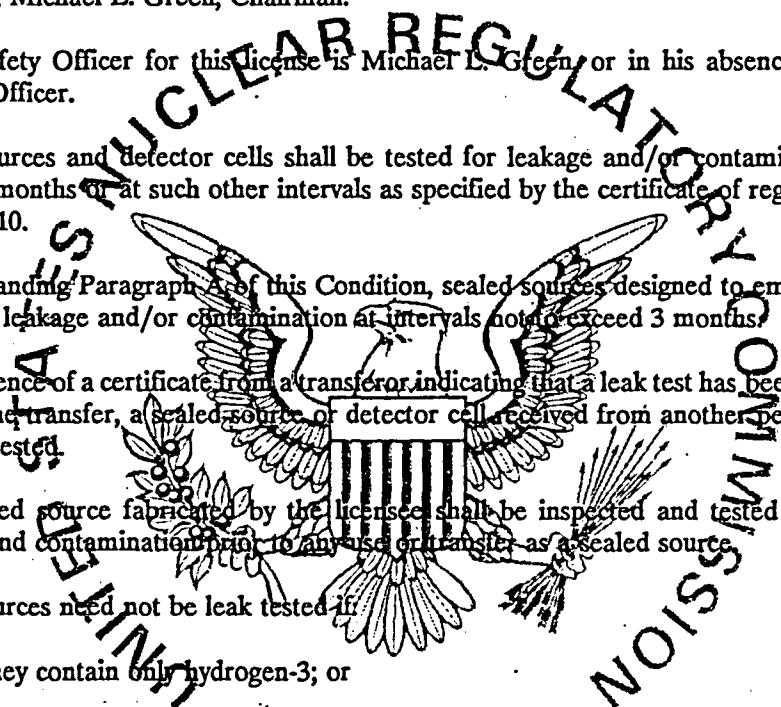 , Michael L. Green, Chairman.
fety Officer for this license is Michael L. Green, or in his absenc
Officer.
urces and detector cells shall be tested for leakage and/or contami
months or at such other intervals as specified by the certificate of reg
10.
anding Paragraph A of this Condition, sealed sources designed to em
leakage and/or contamination at intervals not to exceed 3 months.
ence of a certificate from a transferor indicating that a leak test has bee
ne transfer, a sealed source or detector cell received from another pe
ested.
ed source fabricated by the licensee shall be inspected and tested
nd contamination prior to any use or transfer as a sealed source.
urces need not be leak tested if:
ney contain only hydrogen-3; or
UNITED STATES NUCLEAR REGULATORY COMMISSION